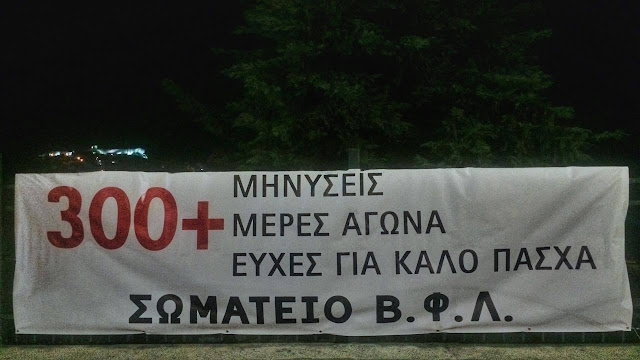 300+ ΜΗΝΥΣΕΙΣ
ΜΕΡΕΣ ΑΓΩΝΑ
ΕΥΧΕΣ ΓΙΑ ΚΑΛΟ ΠΑΣΧΑ
ΣΩΜΑΤΕΙΟ Β.Φ.Λ.